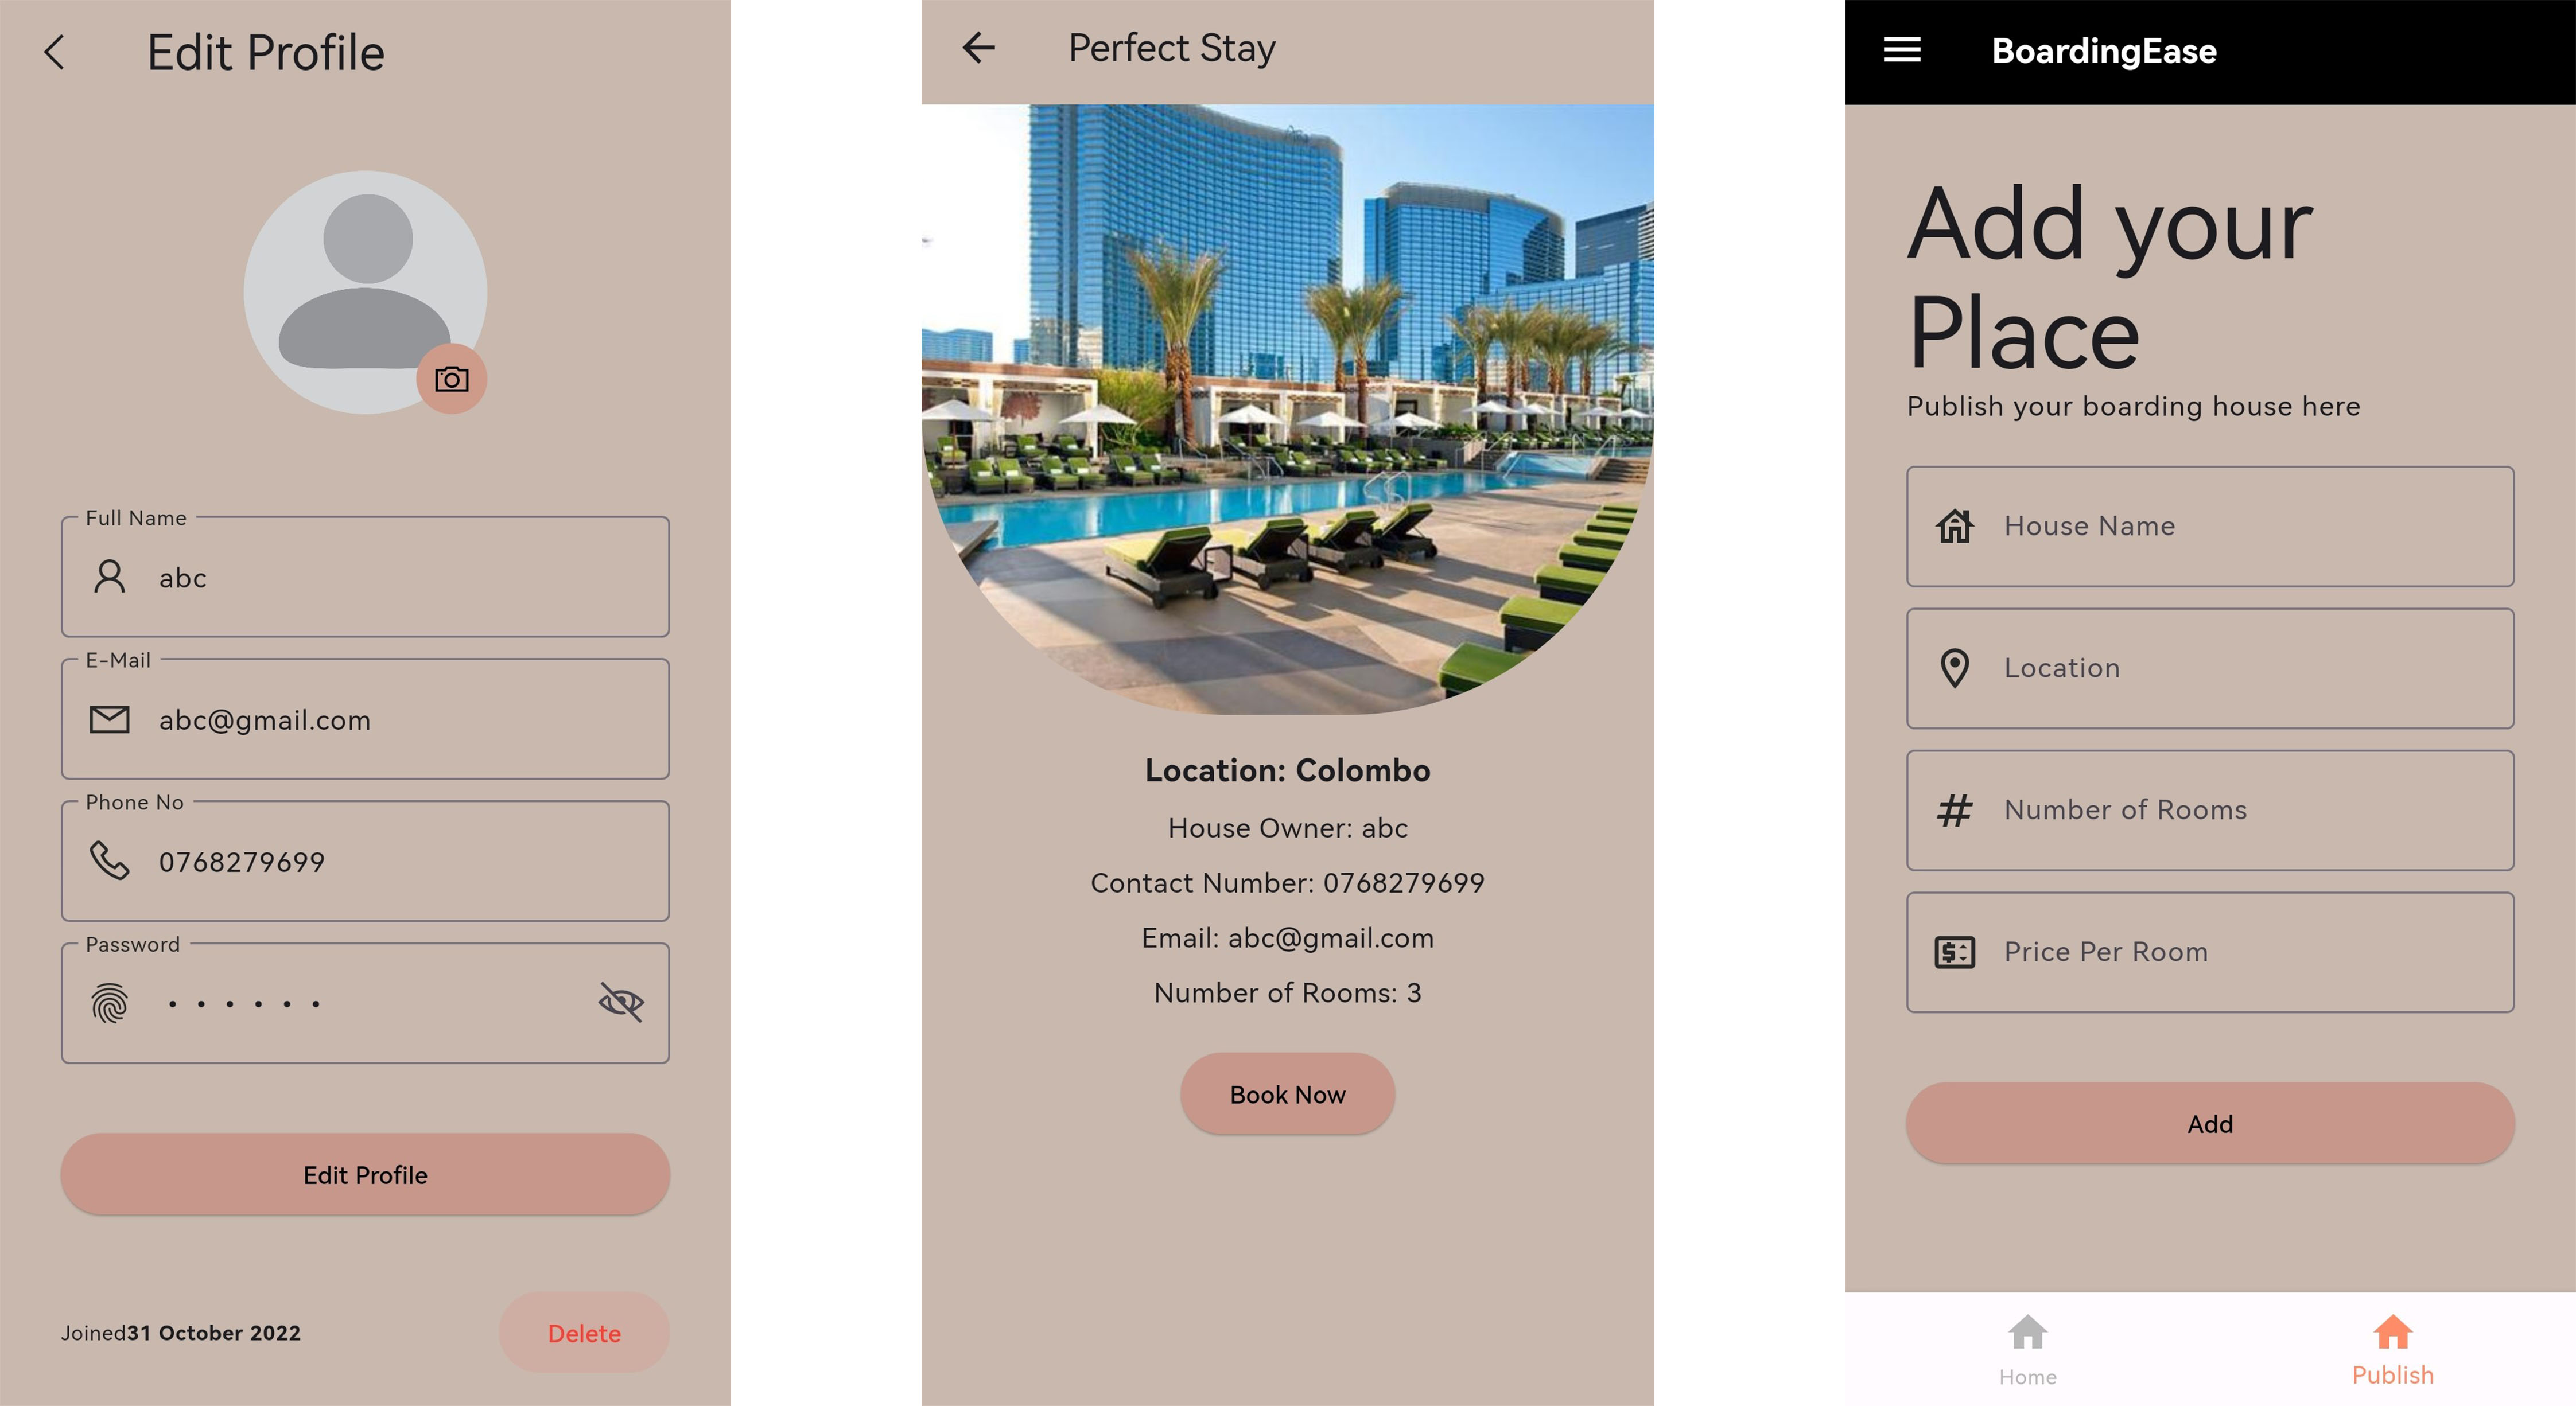 Edit Profile
Full Name
abc
E-Mail
abc@gmail.com
Phone No
0768279699
Password
Edit Profile
Joined31 October 2022
Delete
Perfect Stay
Location: Colombo
House Owner: abc
Contact Number: 0768279699
Email: abc@gmail.com
Number of Rooms: 3
Book Now
BoardingEase
Add your
Place
Publish your boarding house here
House Name
Location
Number of Rooms
Price Per Room
Add
Home
Publish